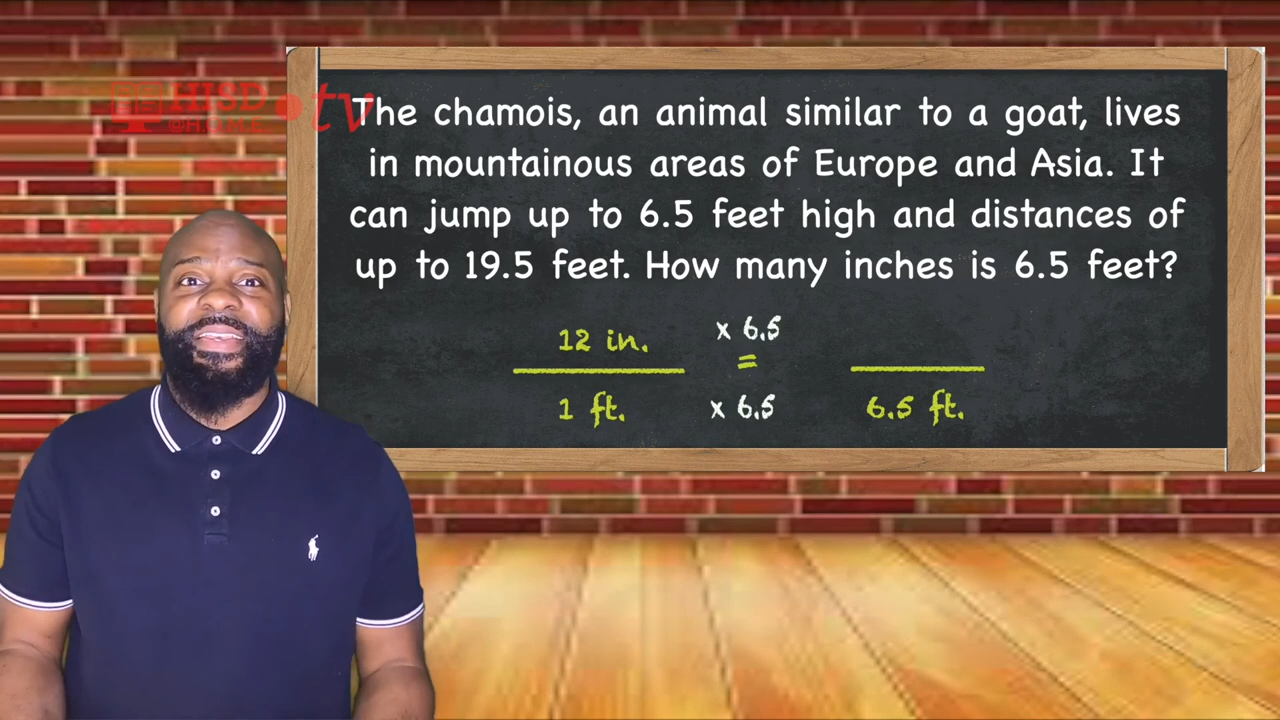 HISD
@H.O.M.E.
.tv
The chamois, an animal similar to a goat, lives
in mountainous areas of Europe and Asia. It
can jump up to 6.5 feet high and distances of
up to 19.5 feet. How many inches is 6.5 feet?
12 in. x 6.5
=
1 ft. x 6.5 6.5 ft.